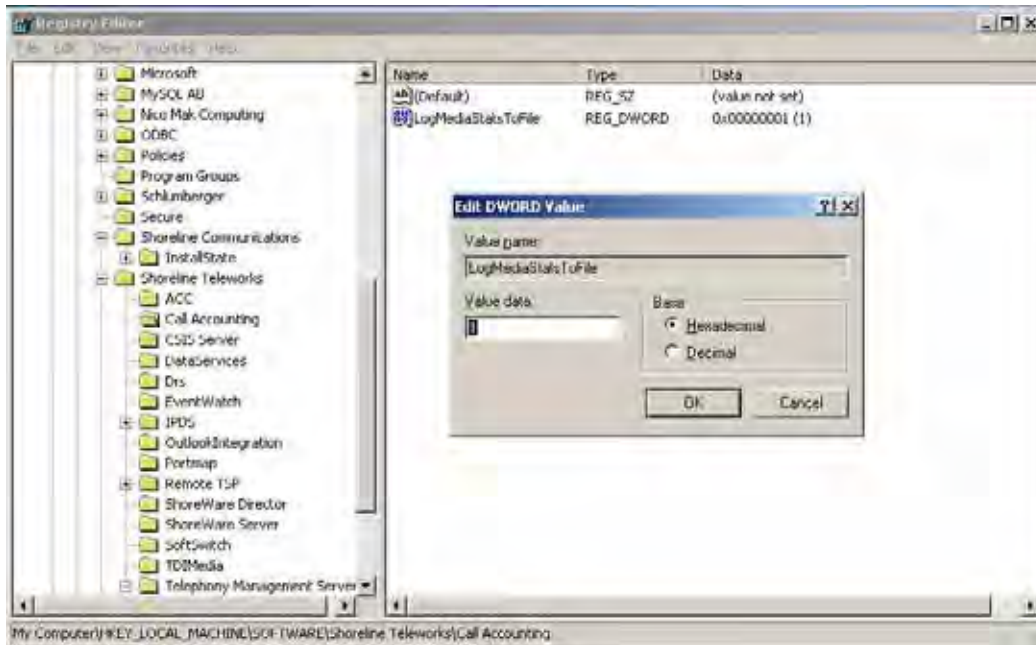 Registry Editor
File Edit View Favorites Help
Microsoft
MySQL AB
Nico Mak Computing
ODBC
Policies
Program Groups
Schlumberger
Secure
Shoreline Communications
InstallState
Shoreline Teleworks
ACC
Call Accounting
CSIS Server
DataServices
Drs
EventWatch
IPDS
OutlookIntegration
Portmap
Remote TSP
ShoreWare Director
ShoreWare Server
SoftSwitch
TDIMedia
Telephony Management Server
Name Type Data
(Default) REG_SZ (value not set)
LogMediaStatsToFile REG_DWORD 0x00000001 (1)
Edit DWORD Value
Value name:
LogMediaStatsToFile
Value data:
1
Base
Hexadecimal
Decimal
OK Cancel
My Computer\HKEY_LOCAL_MACHINE\SOFTWARE\Shoreline Teleworks\Call Accounting